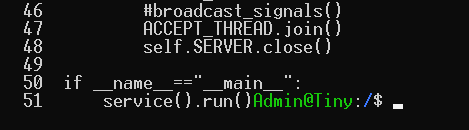 46          #broadcast_signals()
47          ACCEPT_THREAD.join()
48          self.SERVER.close()
49
50  if __name__=="__main__":
51      service().run()Admin@Tiny:/$